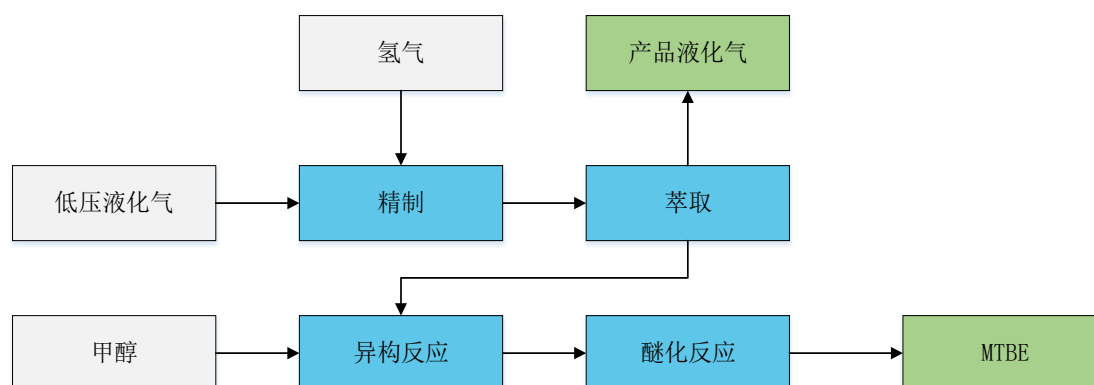 氢气
产品液化气
低压液化气
精制
萃取
甲醇
异构反应
醚化反应
MTBE